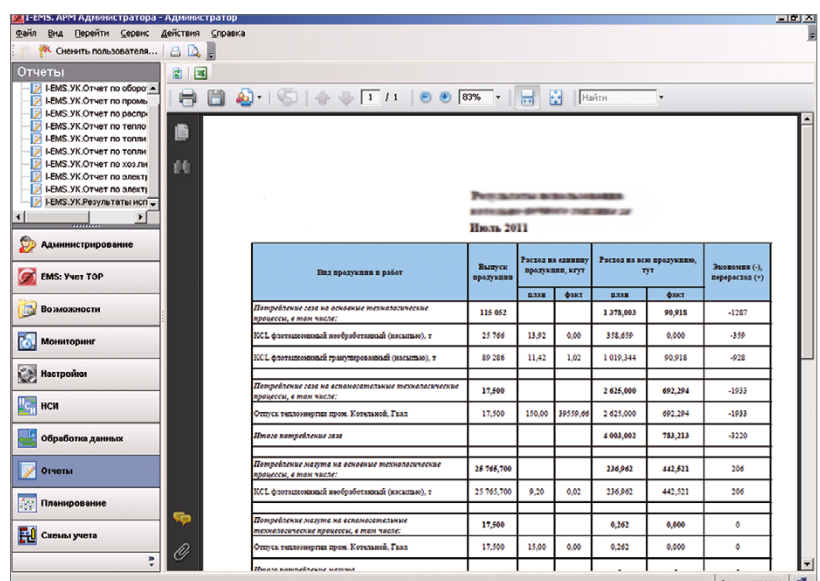 I-EMS. АРМ Администратора - Администратор
Файл Вид Перейти Сервис Действия Справка
Сменить пользователя...
Отчеты
I-EMS.УК.Отчет по оборо
I-EMS.УК.Отчет по промь
I-EMS.УК.Отчет по распр
I-EMS.УК.Отчет по тепло
I-EMS.УК.Отчет по топли
I-EMS.УК.Отчет по топли
I-EMS.УК.Отчет по хоз.пи
I-EMS.УК.Отчет по электр
I-EMS.УК.Отчет по электр
I-EMS.УК.Результаты исп
Администрирование
EMS: Учет ТЭР
Возможности
Мониторинг
Настройки
НСИ
Обработка данных
Отчеты
Планирование
Схемы учета
1 / 1 83% Найти
Июль 2011
Вид продукции и работ
Выпуск продукции
Расход на единицу продукции, кгут
Расход на всю продукцию, тут
Экономия (-), перерасход (+)
план факт план факт
Потребление газа на основные технологические процессы, в том числе: 115 052 1 378,003 90,918 -1287
KCL флотационный необработанный (насыпью), т 25 766 13,92 0,00 358,659 0,000 -359
KCL флотационный гранулированный (насыпью), т 89 286 11,42 1,02 1 019,344 90,918 -928
Потребление газа на вспомогательные технологические процессы, в том числе: 17,500 2 625,000 692,294 -1933
Отпуск теплоэнергии пром. Котельной, Гкал 17,500 150,00 39559,66 2 625,000 692,294 -1933
Итого потребление газа 4 003,002 783,213 -3220
Потребление мазута на основные технологические процессы, в том числе: 25 765,700 236,962 442,521 206
KCL флотационный необработанный (насыпью), т 25 765,700 9,20 0,02 236,962 442,521 206
Потребление мазута на вспомогательные технологические процессы, в том числе: 17,500 0,262 0,000 0
Отпуск теплоэнергии пром. Котельной, Гкал 17,500 15,00 0,00 0,262 0,000 0
Итого потребление мазута